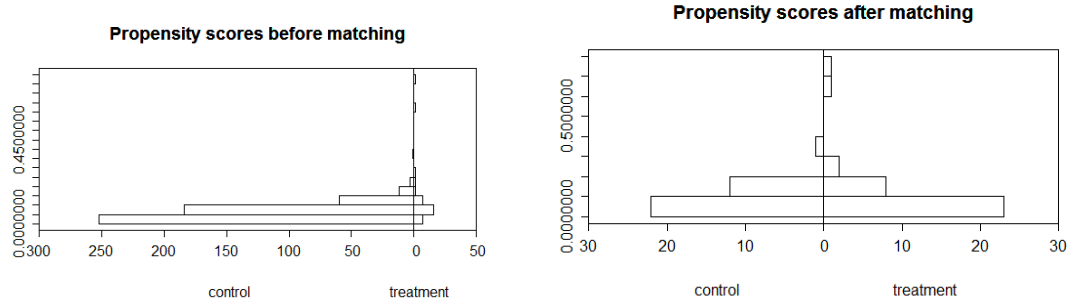 Propensity scores before matching
0.4500000
0.0000000
300 250 200 150 100 50 0 50
control treatment
Propensity scores after matching
0.5000000
0.0000000
30 20 10 0 10 20 30
control treatment